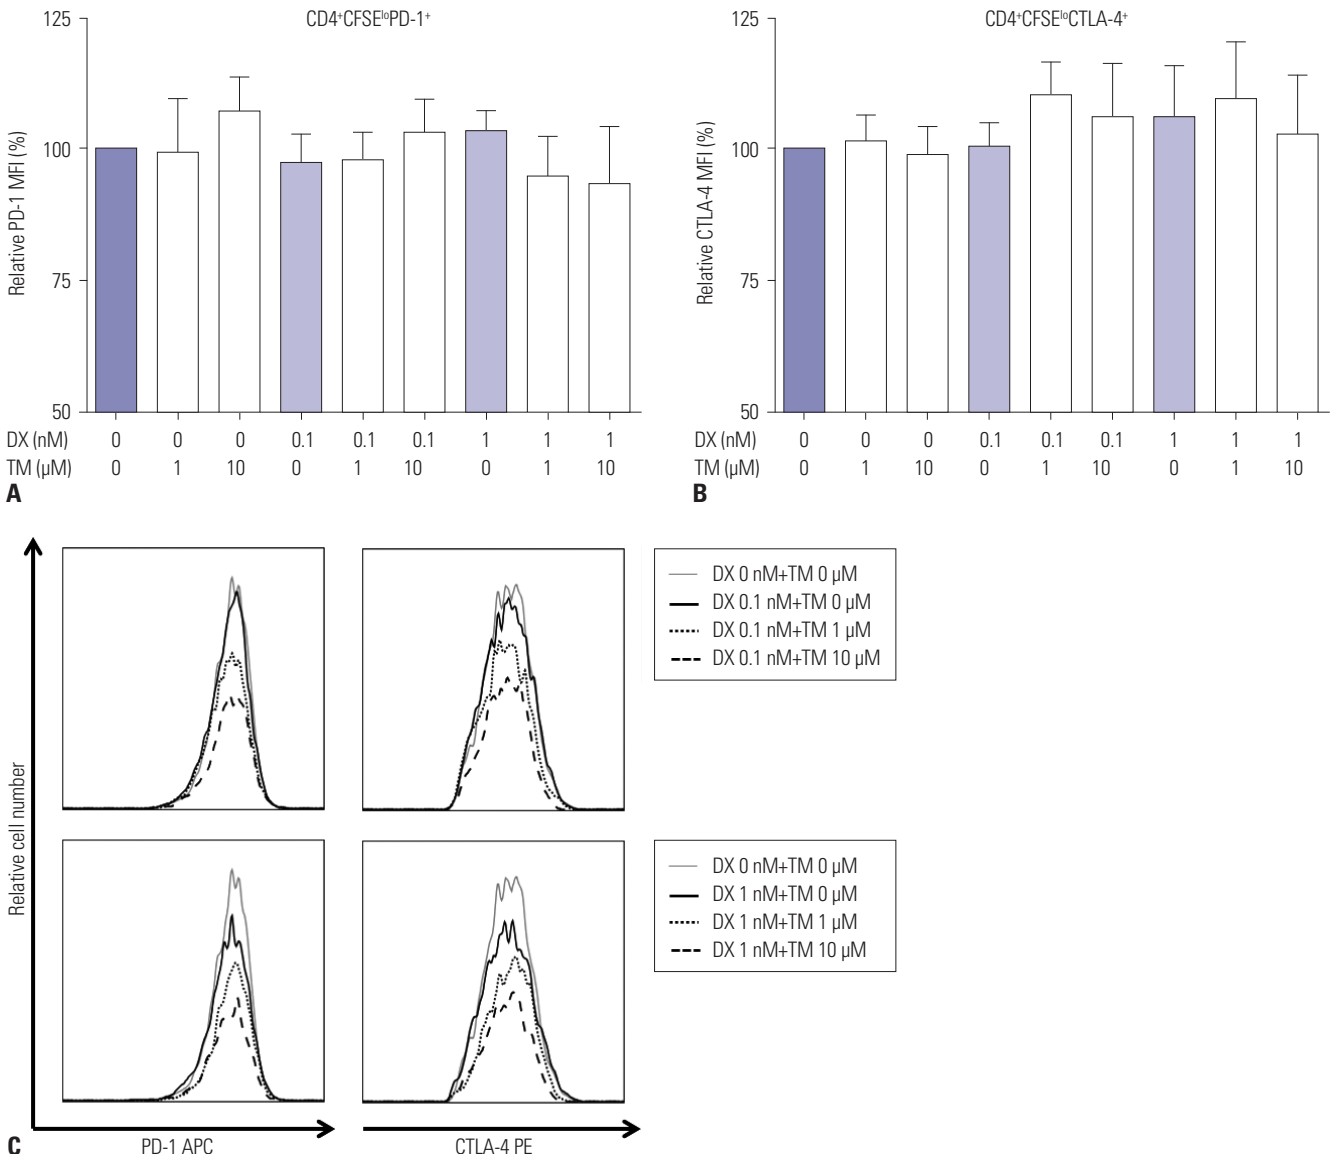 CD4⁺CFSEˡᵒPD-1⁺
Relative PD-1 MFI (%)
125
100
75
50
DX (nM) 0 0 0 0.1 0.1 0.1 1 1 1
TM (μM) 0 1 10 0 1 10 0 1 10
A
CD4⁺CFSEˡᵒCTLA-4⁺
Relative CTLA-4 MFI (%)
125
100
75
50
0 0 0 0.1 0.1 0.1 1 1 1
0 1 10 0 1 10 0 1 10
B
Relative cell number
DX 0 nM+TM 0 μM
DX 0.1 nM+TM 0 μM
DX 0.1 nM+TM 1 μM
DX 0.1 nM+TM 10 μM
DX 0 nM+TM 0 μM
DX 1 nM+TM 0 μM
DX 1 nM+TM 1 μM
DX 1 nM+TM 10 μM
PD-1 APC
CTLA-4 PE
C